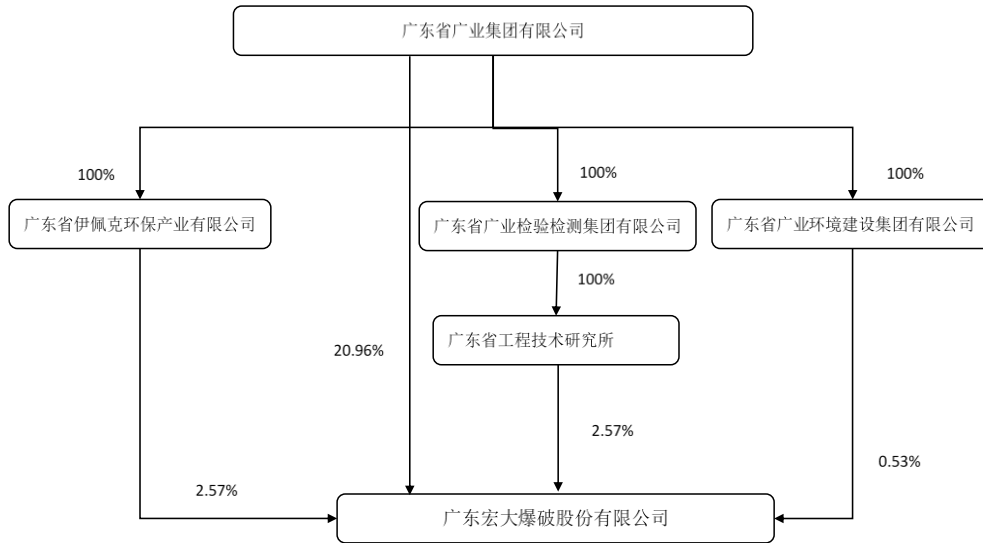 广东省广业集团有限公司
100%
100%
100%
广东省伊佩克环保产业有限公司
广东省广业检验检测集团有限公司
广东省广业环境建设集团有限公司
100%
广东省工程技术研究所
20.96%
2.57%
0.53%
2.57%
广东宏大爆破股份有限公司